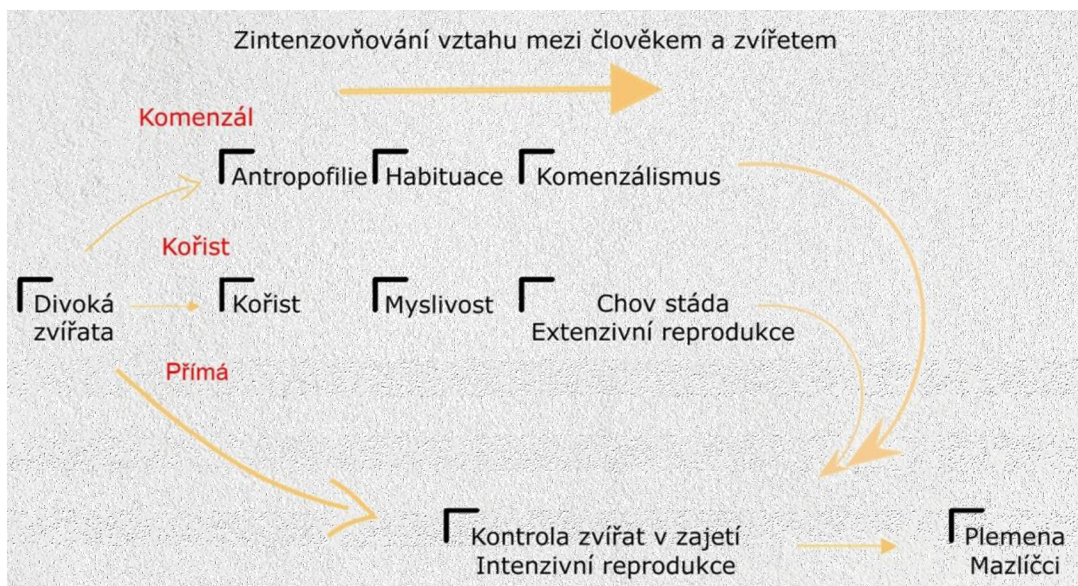 Zintenzovňování vztahu mezi člověkem a zvířetem
Komenzál
Antropofilie
Habituace
Komenzálismus
Kořist
Divoká
zvířata
Kořist
Myslivost
Chov stáda
Extenzivní reprodukce
Přímá
Kontrola zvířat v zajetí
Intenzivní reprodukce
Plemena
Mazlíčci